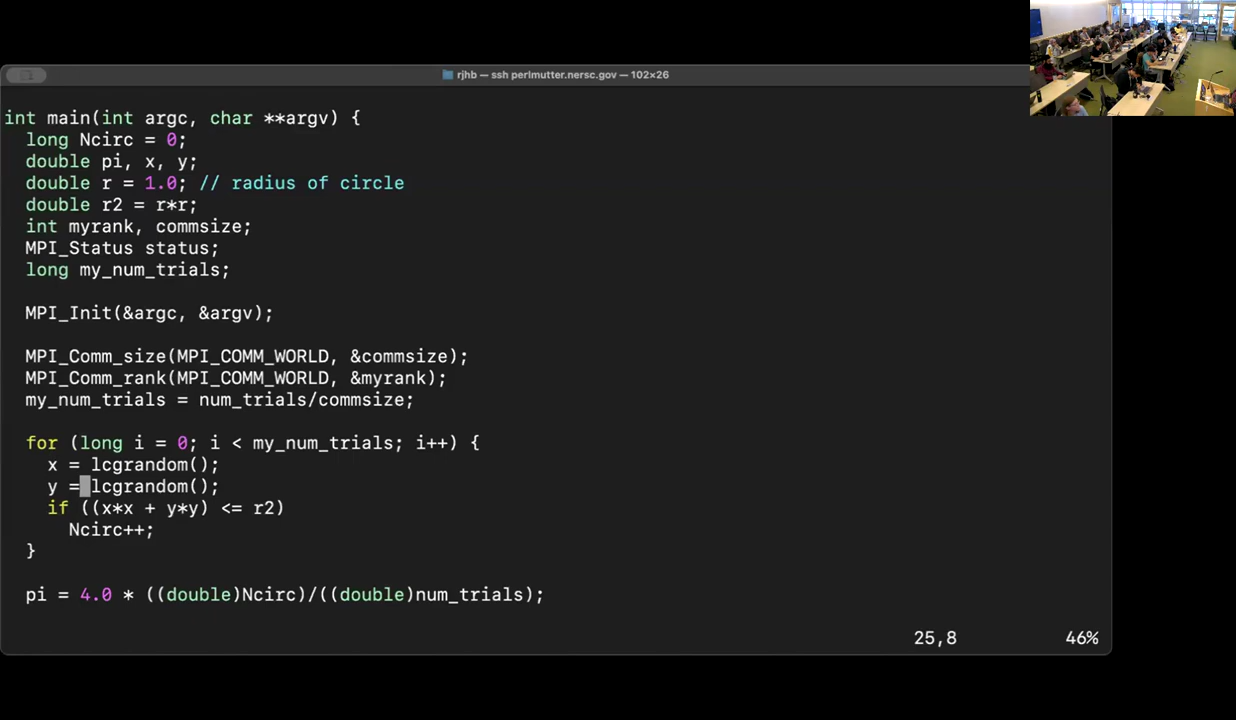 rjhb — ssh perlmutter.nersc.gov — 102×26
int main(int argc, char **argv) {
  long Ncirc = 0;
  double pi, x, y;
  double r = 1.0; // radius of circle
  double r2 = r*r;
  int myrank, commsize;
  MPI_Status status;
  long my_num_trials;
  MPI_Init(&argc, &argv);
  MPI_Comm_size(MPI_COMM_WORLD, &commsize);
  MPI_Comm_rank(MPI_COMM_WORLD, &myrank);
  my_num_trials = num_trials/commsize;
  for (long i = 0; i < my_num_trials; i++) {
    x = lcgrandom();
    y = lcgrandom();
    if ((x*x + y*y) <= r2)
      Ncirc++;
  }
  pi = 4.0 * ((double)Ncirc)/((double)num_trials);
25,8 46%